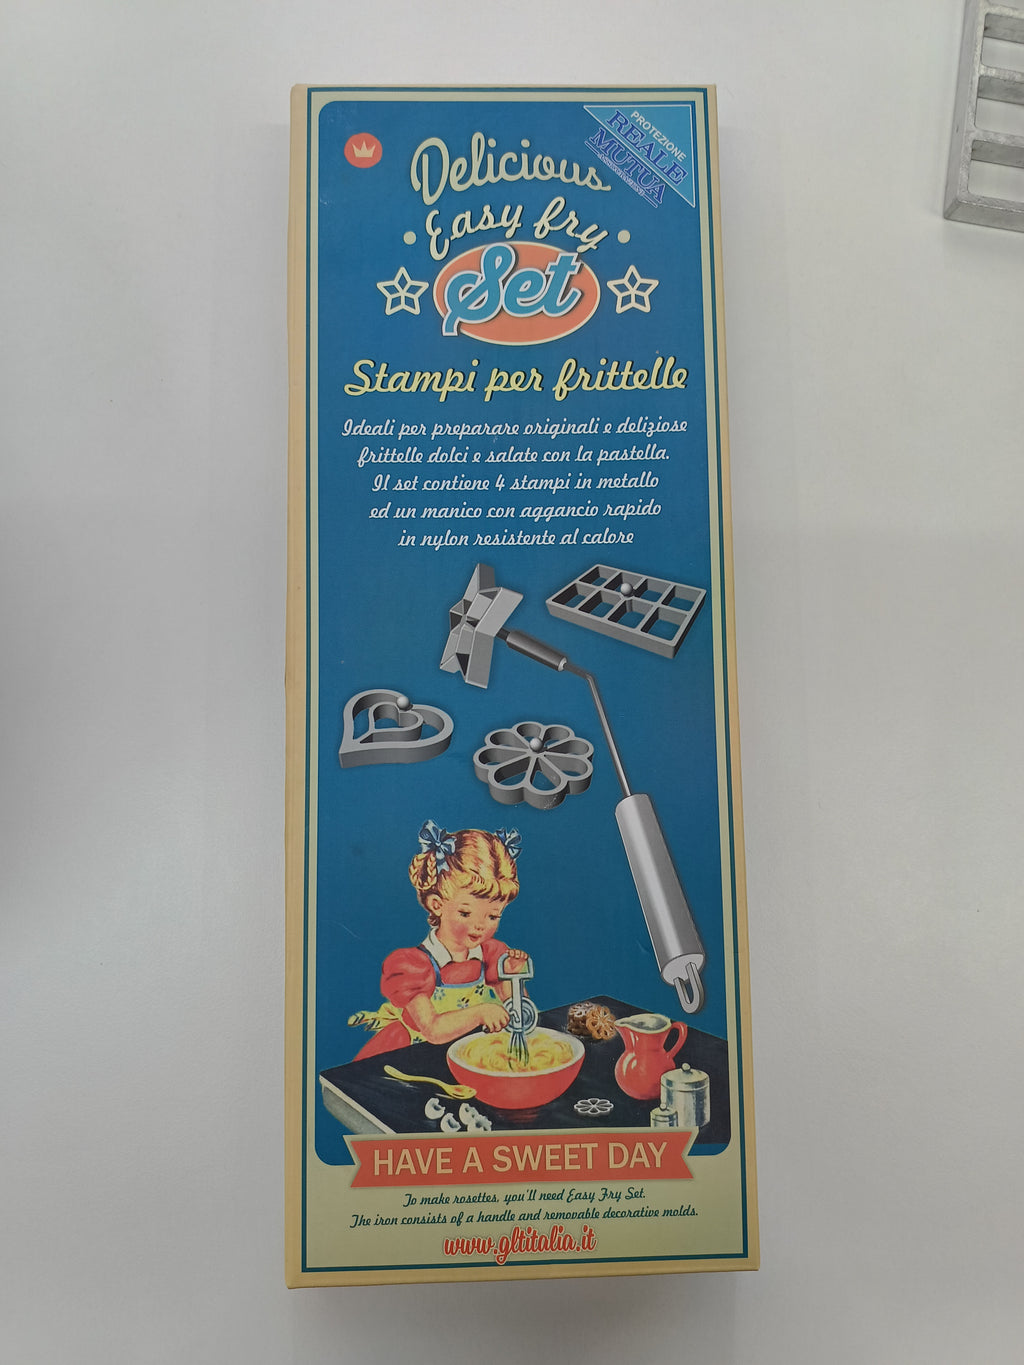 PROTEZIONE
REALE
MUTUA
Delicious
Easy fry
Set
Stampi per frittelle
Ideali per preparare originali e deliziose
frittelle dolci e salate con la pastella.
Il set contiene 4 stampi in metallo
ed un manico con aggancio rapido
in nylon resistente al calore
HAVE A SWEET DAY
To make rosettes, you'll need Easy Fry Set.
The iron consists of a handle and removable decorative molds.
www.gltitalia.it